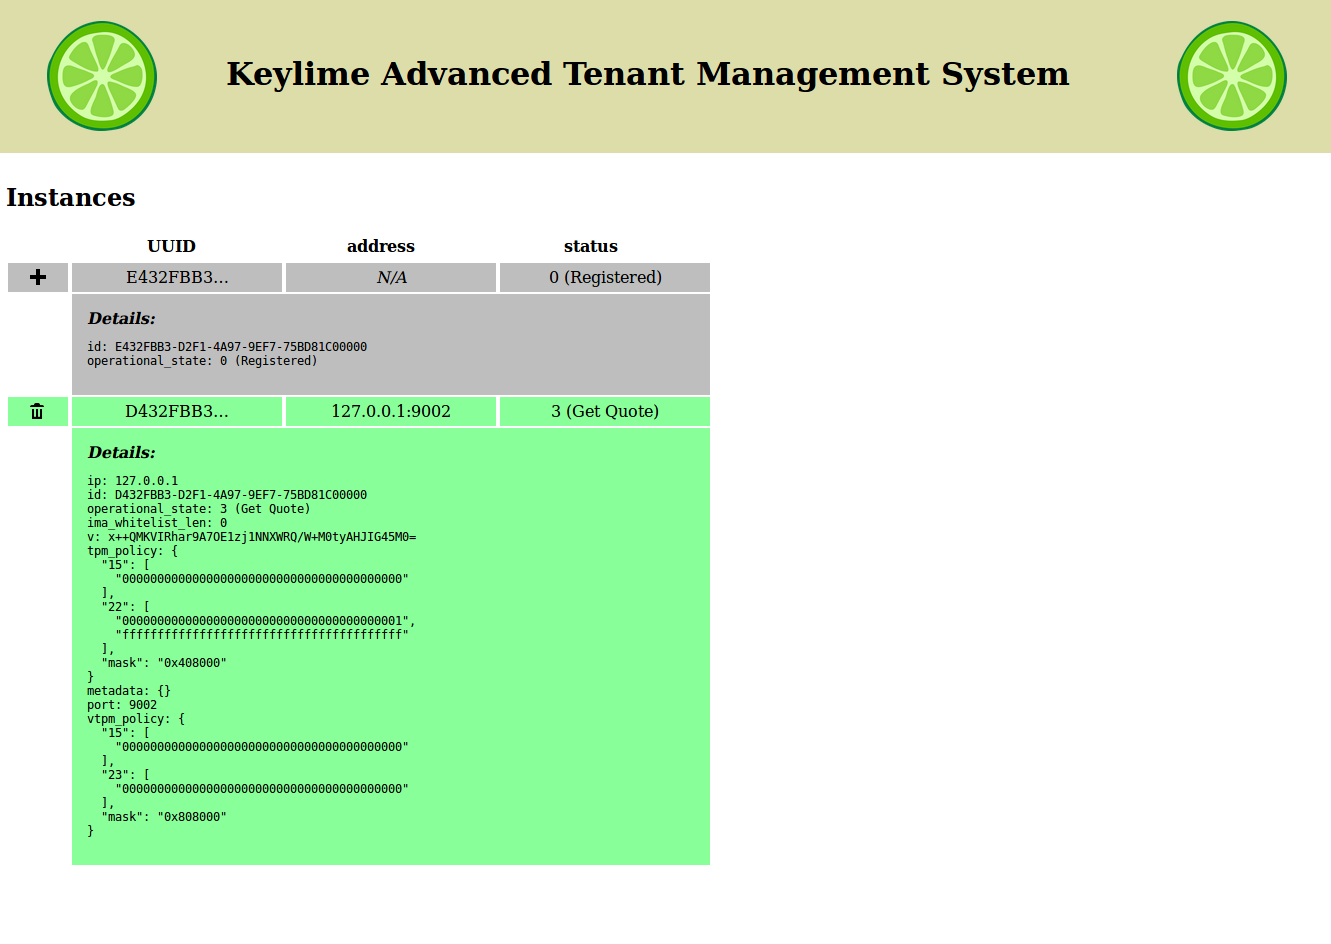 Keylime Advanced Tenant Management System
Instances
UUID address status
E432FBB3... N/A 0 (Registered)
Details:
id: E432FBB3-D2F1-4A97-9EF7-75BD81C00000
operational_state: 0 (Registered)
D432FBB3... 127.0.0.1:9002 3 (Get Quote)
Details:
ip: 127.0.0.1
id: D432FBB3-D2F1-4A97-9EF7-75BD81C00000
operational_state: 3 (Get Quote)
ima_whitelist_len: 0
v: x++QMKVIRhar9A7OE1zj1NNXWRQ/W+M0tyAHJIG45M0=
tpm_policy: {
  "15": [
    "0000000000000000000000000000000000000000"
  ],
  "22": [
    "0000000000000000000000000000000000000001",
    "ffffffffffffffffffffffffffffffffffffffff"
  ],
  "mask": "0x408000"
}
metadata: {}
port: 9002
vtpm_policy: {
  "15": [
    "0000000000000000000000000000000000000000"
  ],
  "23": [
    "0000000000000000000000000000000000000000"
  ],
  "mask": "0x808000"
}